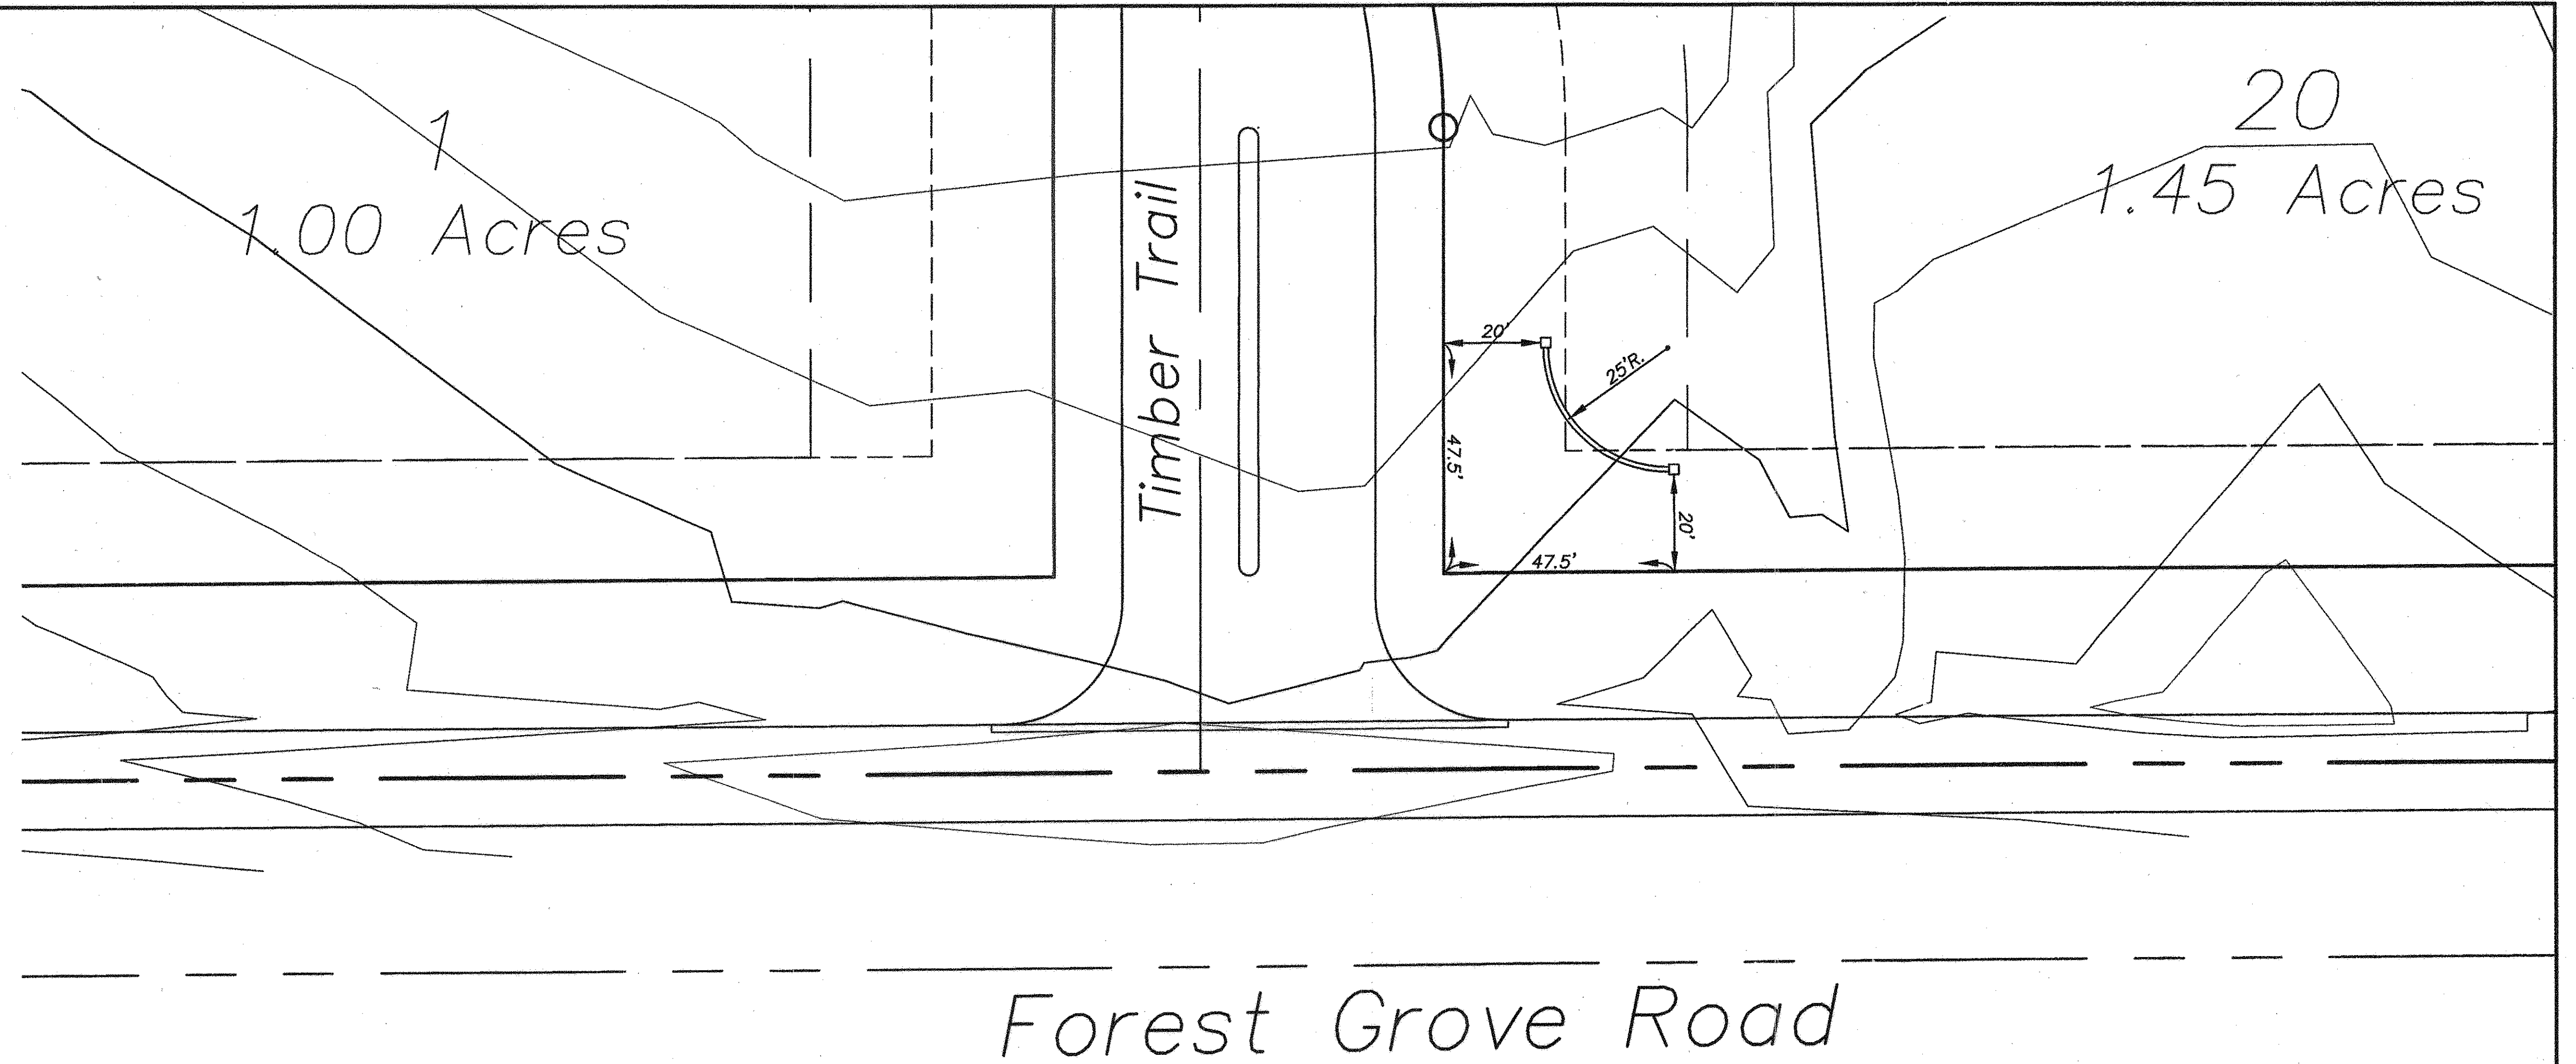 1
1.00 Acres
Timber Trail
20'
25'R.
47.5'
20'
47.5'
20
1.45 Acres
Forest Grove Road